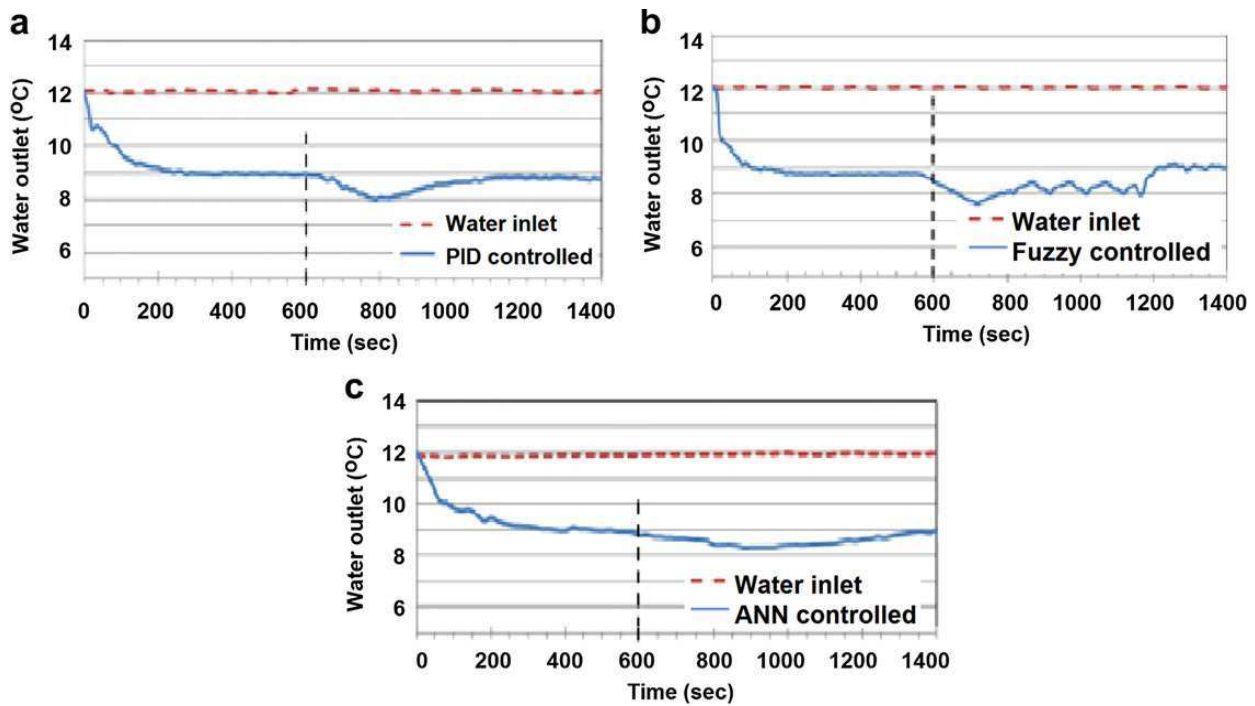 a
14
12
10
8
6
Water outlet (°C)
Water inlet
PID controlled
0 200 400 600 800 1000 1200 1400
Time (sec)
b
14
12
10
8
6
Water outlet (°C)
Water inlet
Fuzzy controlled
0 200 400 600 800 1000 1200 1400
Time (sec)
c
14
12
10
8
6
Water outlet (°C)
Water inlet
ANN controlled
0 200 400 600 800 1000 1200 1400
Time (sec)